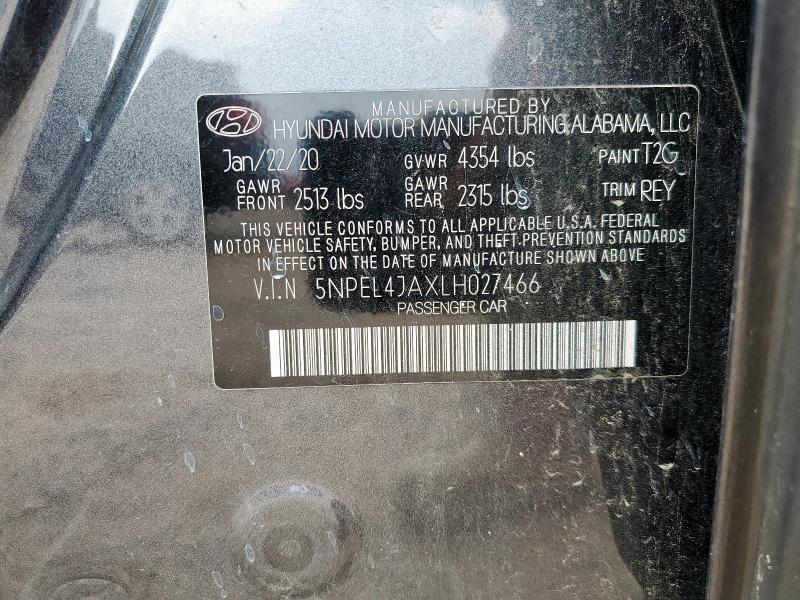 MANUFACTURED BY
HYUNDAI MOTOR MANUFACTURING ALABAMA, LLC
Jan/22/20 GVWR 4354 lbs PAINT T2G
GAWR FRONT 2513 lbs GAWR REAR 2315 lbs TRIM REY
THIS VEHICLE CONFORMS TO ALL APPLICABLE U.S.A. FEDERAL
MOTOR VEHICLE SAFETY, BUMPER, AND THEFT PREVENTION STANDARDS
IN EFFECT ON THE DATE OF MANUFACTURE SHOWN ABOVE
V.I.N 5NPEL4JAXLH027466
PASSENGER CAR